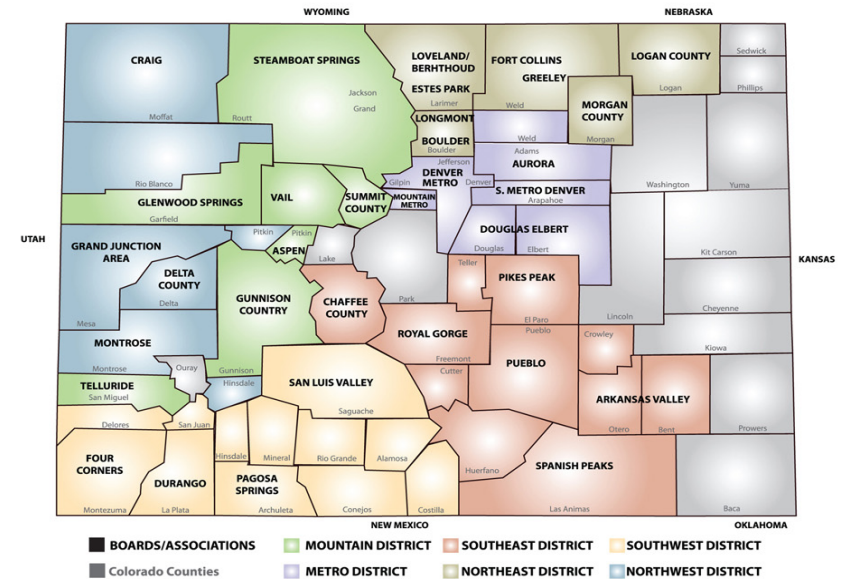 WYOMING
NEBRASKA
CRAIG
Moffat
STEAMBOAT SPRINGS
Jackson
Grand
Routt
LOVELAND/
BERHTHOUD
ESTES PARK
Larimer
FORT COLLINS
GREELEY
Weld
LOGAN COUNTY
Logan
Sedwick
Phillips
MORGAN
COUNTY
Morgan
LONGMONT
BOULDER
Boulder
Weld
Rio Blanco
GLENWOOD SPRINGS
Garfield
VAIL
SUMMIT
COUNTY
Gilpin
Jefferson
DENVER
METRO
Denver
MOUNTAIN
METRO
Adams
AURORA
S. METRO DENVER
Arapahoe
Washington
Yuma
UTAH
KANSAS
GRAND JUNCTION
AREA
Mesa
DELTA
COUNTY
Delta
Pitkin
Pitkin
ASPEN
Lake
Park
DOUGLAS ELBERT
Douglas
Elbert
Kit Carson
Lincoln
Cheyenne
Kiowa
MONTROSE
Montrose
GUNNISON
COUNTRY
Gunnison
CHAFFEE
COUNTY
Teller
PIKES PEAK
El Paro
ROYAL GORGE
Freemont
Pueblo
PUEBLO
Crowley
Ouray
Hinsdale
TELLURIDE
San Miguel
SAN LUIS VALLEY
Saguache
Cutter
ARKANSAS VALLEY
Otero
Bent
Prowers
Delores
San Juan
FOUR
CORNERS
Montezuma
DURANGO
La Plata
Hinsdale
Mineral
Rio Grande
Alamosa
PAGOSA
SPRINGS
Archuleta
Conejos
Costilla
Huerfano
SPANISH PEAKS
Las Animas
Baca
NEW MEXICO
OKLAHOMA
BOARDS/ASSOCIATIONS
MOUNTAIN DISTRICT
SOUTHEAST DISTRICT
SOUTHWEST DISTRICT
Colorado Counties
METRO DISTRICT
NORTHEAST DISTRICT
NORTHWEST DISTRICT